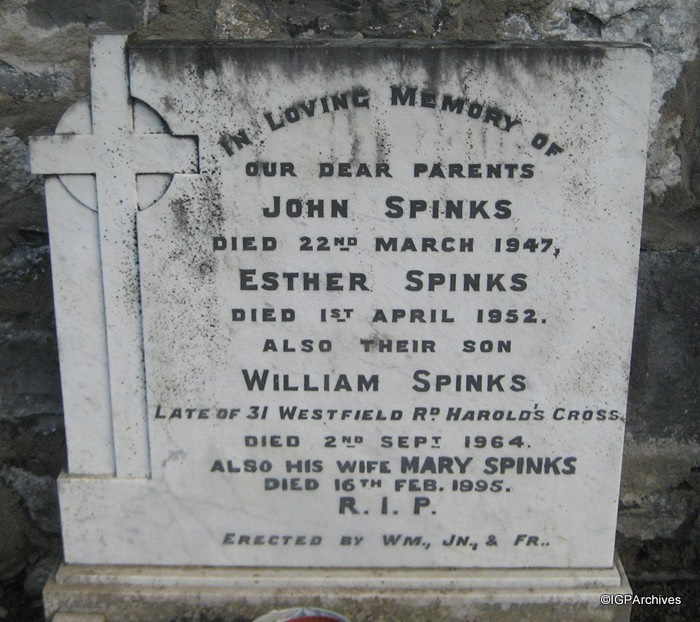 IN LOVING MEMORY OF
OUR DEAR PARENTS
JOHN SPINKS
DIED 22ND MARCH 1947,
ESTHER SPINKS
DIED 1ST APRIL 1952.
ALSO THEIR SON
WILLIAM SPINKS
LATE OF 31 WESTFIELD RD HAROLD'S CROSS.
DIED 2ND SEPT 1964.
ALSO HIS WIFE MARY SPINKS
DIED 16TH FEB. 1995.
R. I. P.
ERECTED BY WM., JN., & FR..
©IGPArchives